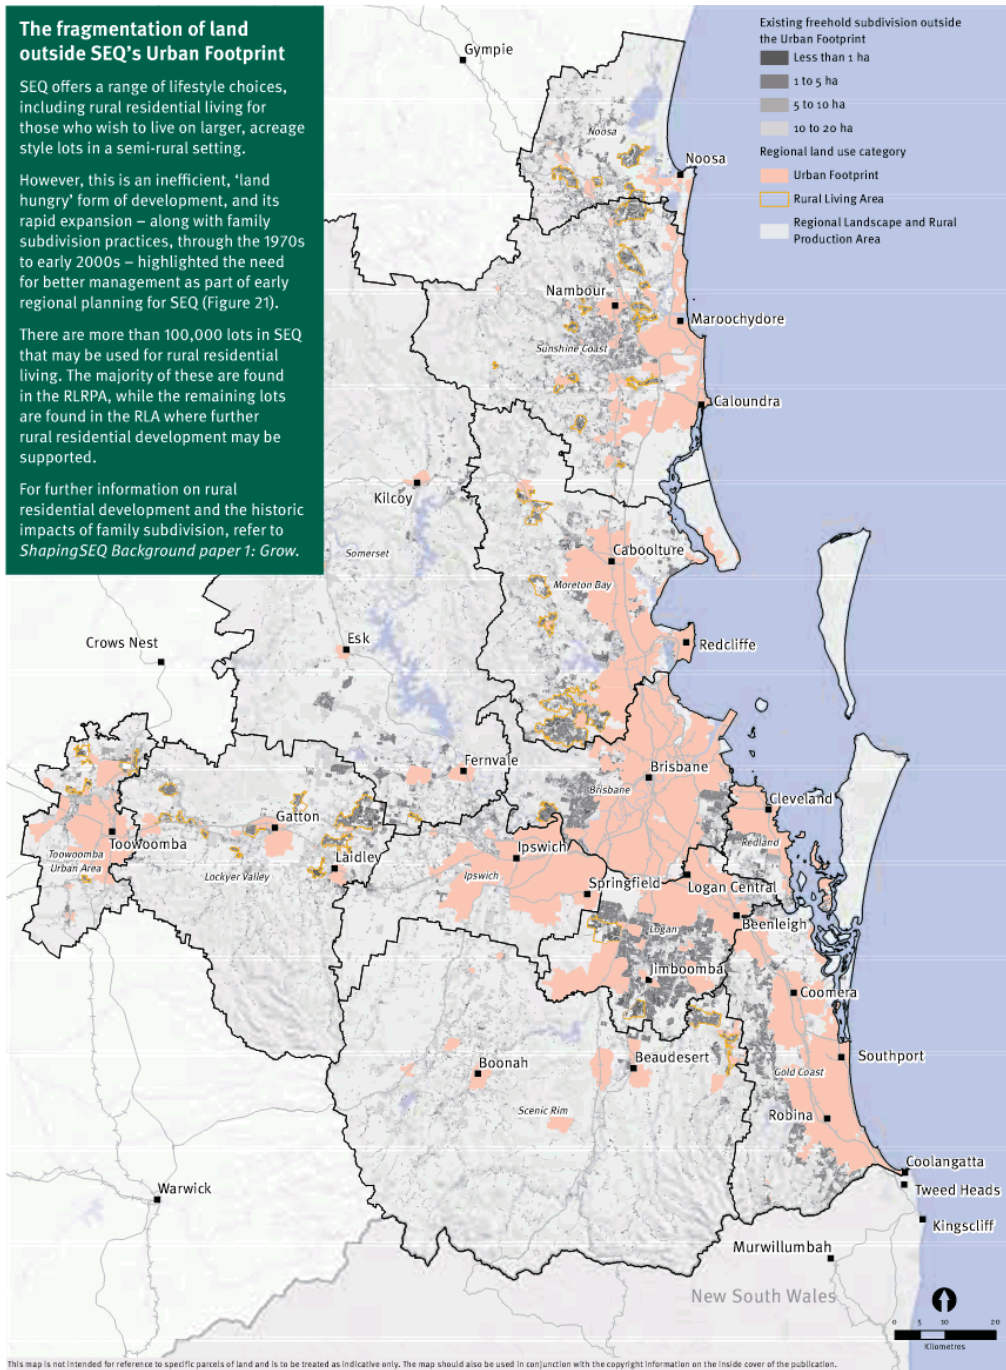 The fragmentation of land
outside SEQ's Urban Footprint
SEQ offers a range of lifestyle choices,
including rural residential living for
those who wish to live on larger, acreage
style lots in a semi-rural setting.
However, this is an inefficient, 'land
hungry' form of development, and its
rapid expansion – along with family
subdivision practices, through the 1970s
to early 2000s – highlighted the need
for better management as part of early
regional planning for SEQ (Figure 21).
There are more than 100,000 lots in SEQ
that may be used for rural residential
living. The majority of these are found
in the RLRPA, while the remaining lots
are found in the RLA where further
rural residential development may be
supported.
For further information on rural
residential development and the historic
impacts of family subdivision, refer to
ShapingSEQ Background paper 1: Grow.
Existing freehold subdivision outside
the Urban Footprint
Less than 1 ha
1 to 5 ha
5 to 10 ha
10 to 20 ha
Regional land use category
Urban Footprint
Rural Living Area
Regional Landscape and Rural
Production Area
Gympie
Noosa
Noosa
Nambour
Maroochydore
Sunshine Coast
Caloundra
Kilcoy
Somerset
Caboolture
Moreton Bay
Crows Nest
Esk
Redcliffe
Fernvale
Brisbane
Brisbane
Cleveland
Redland
Gatton
Toowoomba
Toowoomba
Urban Area
Lockyer Valley
Laidley
Ipswich
Ipswich
Springfield
Logan Central
Beenleigh
Logan
Jimboomba
Coomera
Boonah
Beaudesert
Southport
Gold Coast
Scenic Rim
Robina
Coolangatta
Tweed Heads
Warwick
Kingscliff
Murwillumbah
New South Wales
0 5 10 20
Kilometres
This map is not intended for reference to specific parcels of land and is to be treated as indicative only. The map should also be used in conjunction with the copyright information on the inside cover of the publication.